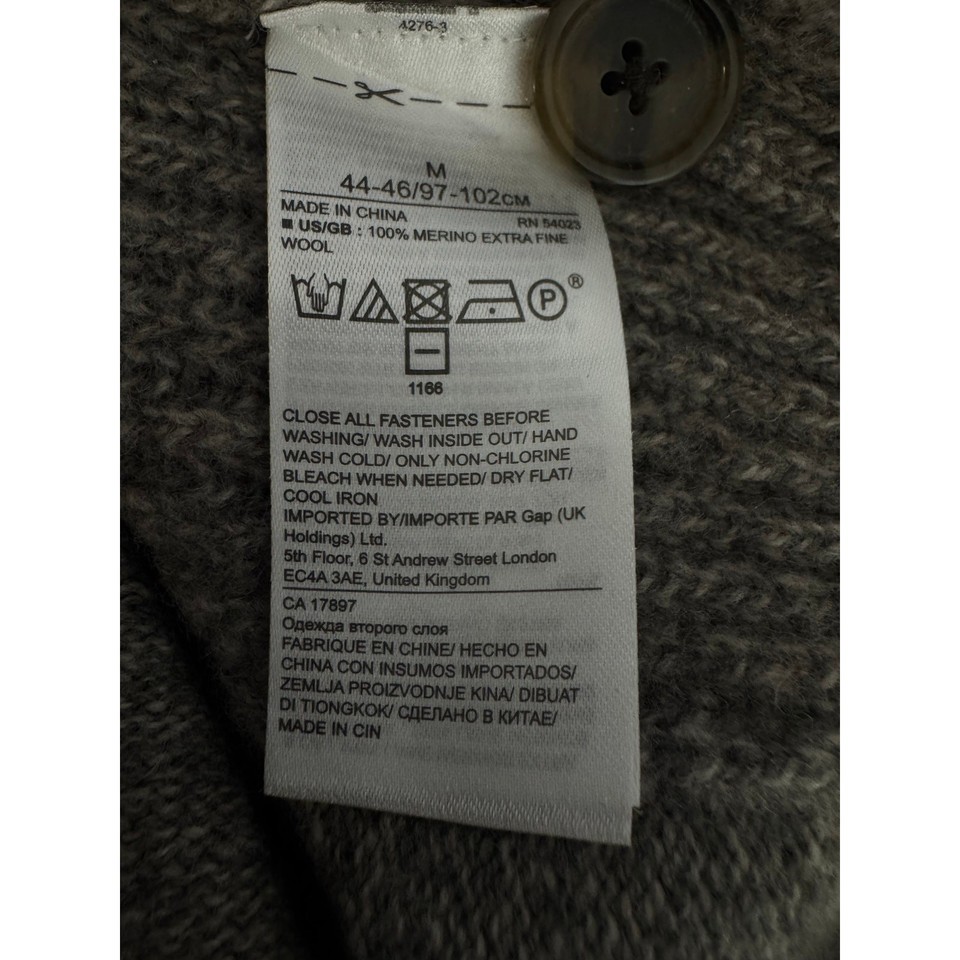 4276-3
M
44-46/97-102CM
MADE IN CHINA
RN 54023
■ US/GB : 100% MERINO EXTRA FINE
WOOL
P ®
1166
CLOSE ALL FASTENERS BEFORE
WASHING/ WASH INSIDE OUT/ HAND
WASH COLD/ ONLY NON-CHLORINE
BLEACH WHEN NEEDED/ DRY FLAT/
COOL IRON
IMPORTED BY/IMPORTE PAR Gap (UK
Holdings) Ltd.
5th Floor, 6 St Andrew Street London
EC4A 3AE, United Kingdom
CA 17897
Одежда второго слоя
FABRIQUE EN CHINE/ HECHO EN
CHINA CON INSUMOS IMPORTADOS/
ZEMLJA PROIZVODNJE KINA/ DIBUAT
DI TIONGKOK/ СДЕЛАНО В КИТАЕ/
MADE IN CIN